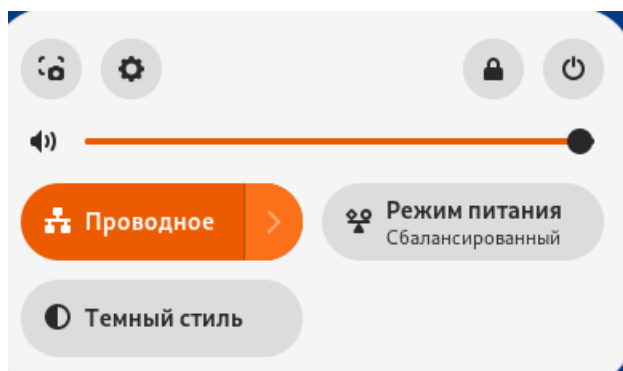 Проводное
Режим питания
Сбалансированный
Темный стиль